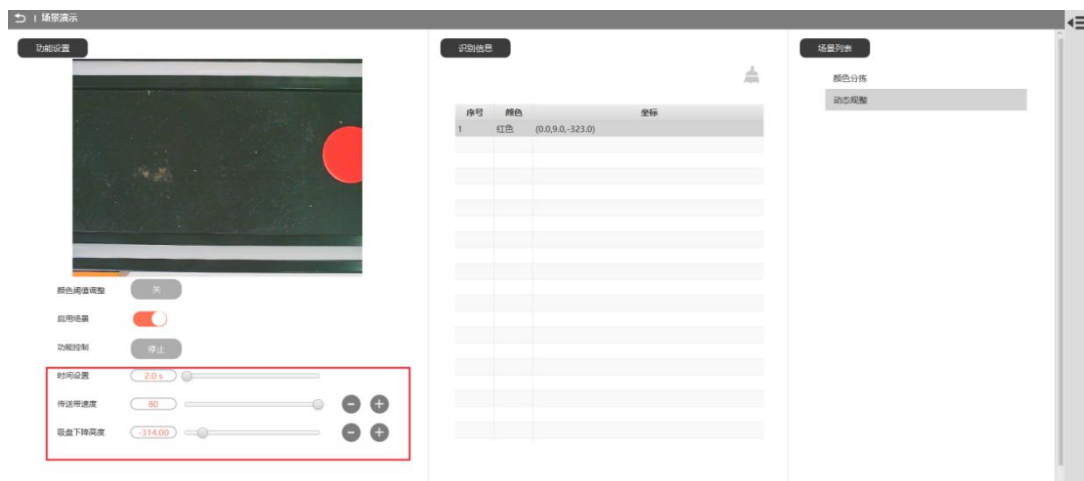 场景演示
功能设置
颜色阈值调整 关
启用场景
功能控制 停止
时间设置 2.0 s
传送带速度 80
吸盘下降高度 -314.00
识别信息
序号 颜色 坐标
1 红色 (0.0,9.0,-323.0)
场景列表
颜色分拣
动态规整